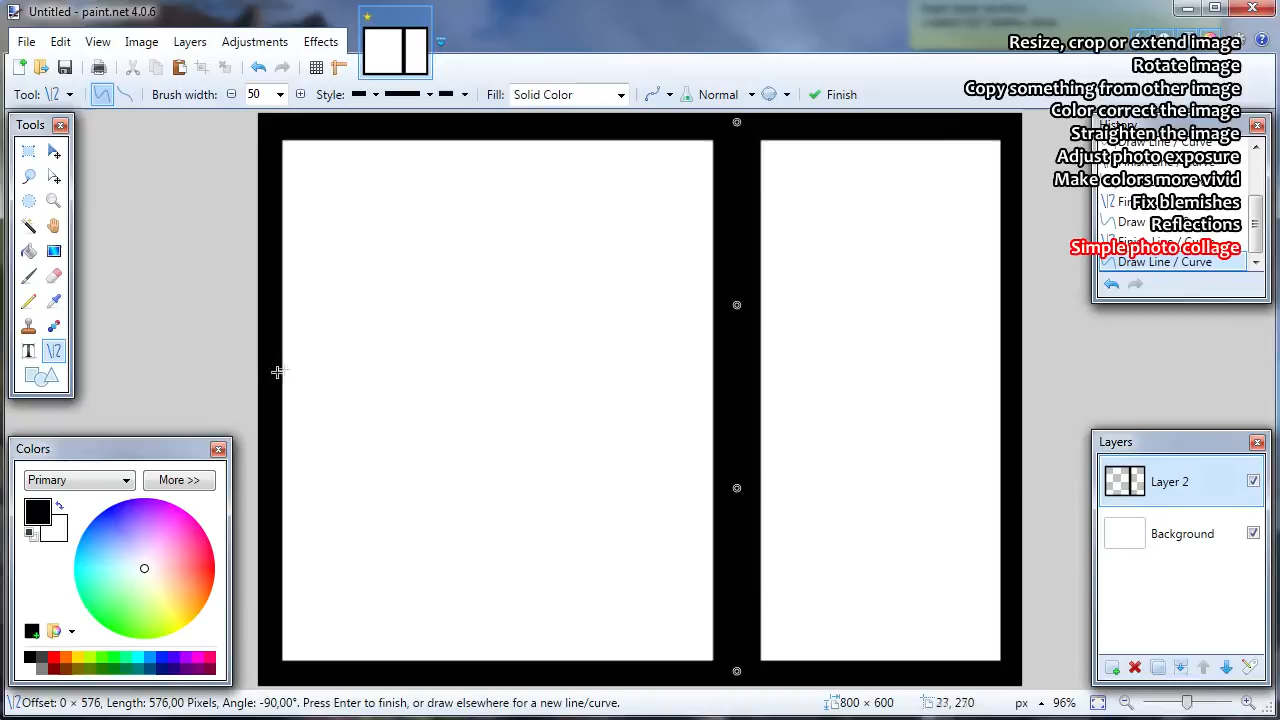 Untitled - paint.net 4.0.6
File Edit View Image Layers Adjustments Effects
Tool: Brush width: 50 Style: Fill: Solid Color Normal Finish
Resize, crop or extend image
Rotate image
Copy something from other image
Color correct the image
Straighten the image
Adjust photo exposure
Make colors more vivid
Fix blemishes
Reflections
Simple photo collage
Tools
History
Draw Line / Curve
Draw Line / Curve
Colors
Primary
More >>
Layers
Layer 2
Background
Offset: 0 × 576, Length: 576,00 Pixels, Angle: -90,00°. Press Enter to finish, or draw elsewhere for a new line/curve.
800 × 600
23, 270
px
96%